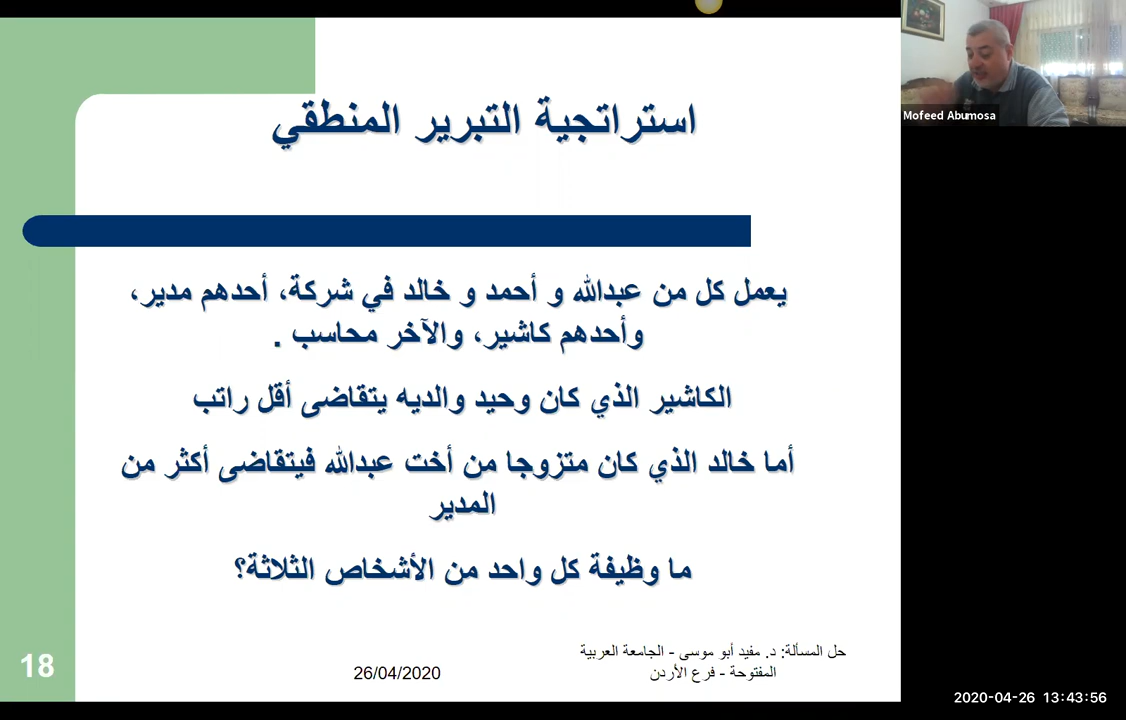 استراتجية التبرير المنطقي
يعمل كل من عبدالله و أحمد و خالد في شركة، أحدهم مدير،
وأحدهم كاشير، والآخر محاسب .
الكاشير الذي كان وحيد والديه يتقاضى أقل راتب
أما خالد الذي كان متزوجا من أخت عبدالله فيتقاضى أكثر من
المدير
ما وظيفة كل واحد من الأشخاص الثلاثة؟
حل المسألة: د. مفيد أبو موسى - الجامعة العربية
المفتوحة - فرع الأردن
26/04/2020
18
Mofeed Abumosa
2020-04-26 13:43:56